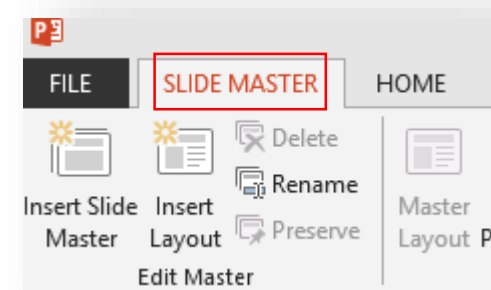 FILE SLIDE MASTER HOME
Delete
Rename
Preserve
Insert Slide
Master
Insert
Layout
Master
Layout P
Edit Master